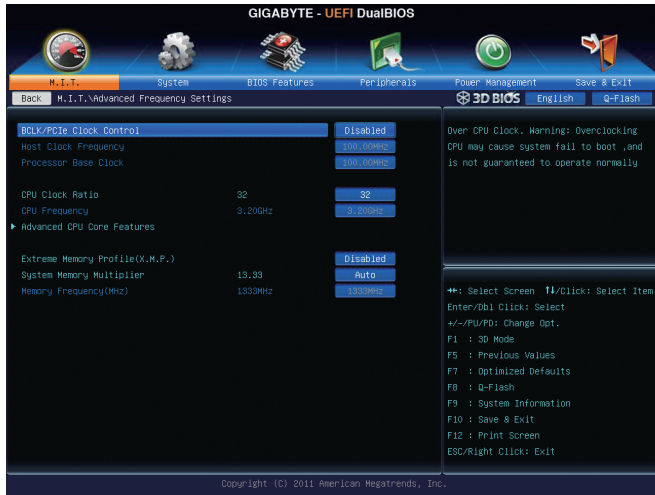 GIGABYTE - UEFI DualBIOS
M.I.T. System BIOS Features Peripherals Power Management Save & Exit
Back M.I.T.\Advanced Frequency Settings 3D BIOS English Q-Flash
BCLK/PCIe Clock Control Disabled
Host Clock Frequency 100.00MHz
Processor Base Clock 100.00MHz
CPU Clock Ratio 32 32
CPU Frequency 3.20GHz 3.20GHz
Advanced CPU Core Features
Extreme Memory Profile(X.M.P.) Disabled
System Memory Multiplier 13.33 Auto
Memory Frequency(MHz) 1333MHz 1333MHz
Over CPU Clock. Warning: Overclocking
CPU may cause system fail to boot ,and
is not guaranteed to operate normally
→←: Select Screen ↑↓/Click: Select Item
Enter/Dbl Click: Select
+/-/PU/PD: Change Opt.
F1 : 3D Mode
F5 : Previous Values
F7 : Optimized Defaults
F8 : Q-Flash
F9 : System Information
F10 : Save & Exit
F12 : Print Screen
ESC/Right Click: Exit
Copyright (C) 2011 American Megatrends, Inc.